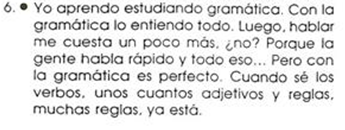 6. ● Yo aprendo estudiando gramática. Con la
gramática lo entiendo todo. Luego, hablar
me cuesta un poco más, ¿no? Porque la
gente habla rápido y todo eso... Pero con
la gramática es perfecto. Cuando sé los
verbos, unos cuantos adjetivos y reglas,
muchas reglas, ya está.